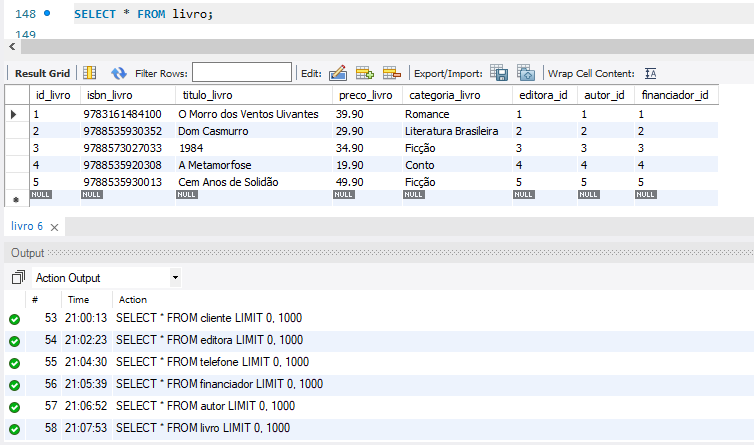 148 SELECT * FROM livro;
149
Result Grid Filter Rows: Edit: Export/Import: Wrap Cell Content:
id_livro isbn_livro titulo_livro preco_livro categoria_livro editora_id autor_id financiador_id
1 9783161484100 O Morro dos Ventos Uivantes 39.90 Romance 1 1 1
2 9788535930352 Dom Casmurro 29.90 Literatura Brasileira 2 2 2
3 9788573027033 1984 34.90 Ficção 3 3 3
4 9788535920308 A Metamorfose 19.90 Conto 4 4 4
5 9788535930013 Cem Anos de Solidão 49.90 Ficção 5 5 5
NULL NULL NULL NULL NULL NULL NULL NULL
livro 6
Output
Action Output
# Time Action
53 21:00:13 SELECT * FROM cliente LIMIT 0, 1000
54 21:02:23 SELECT * FROM editora LIMIT 0, 1000
55 21:04:30 SELECT * FROM telefone LIMIT 0, 1000
56 21:05:39 SELECT * FROM financiador LIMIT 0, 1000
57 21:06:52 SELECT * FROM autor LIMIT 0, 1000
58 21:07:53 SELECT * FROM livro LIMIT 0, 1000